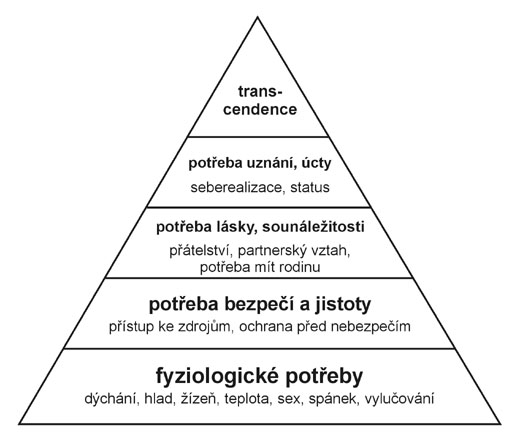 trans-
cendence
potřeba uznání, úcty
seberealizace, status
potřeba lásky, sounáležitosti
přátelství, partnerský vztah,
potřeba mít rodinu
potřeba bezpečí a jistoty
přístup ke zdrojům, ochrana před nebezpečím
fyziologické potřeby
dýchání, hlad, žízeň, teplota, sex, spánek, vylučování